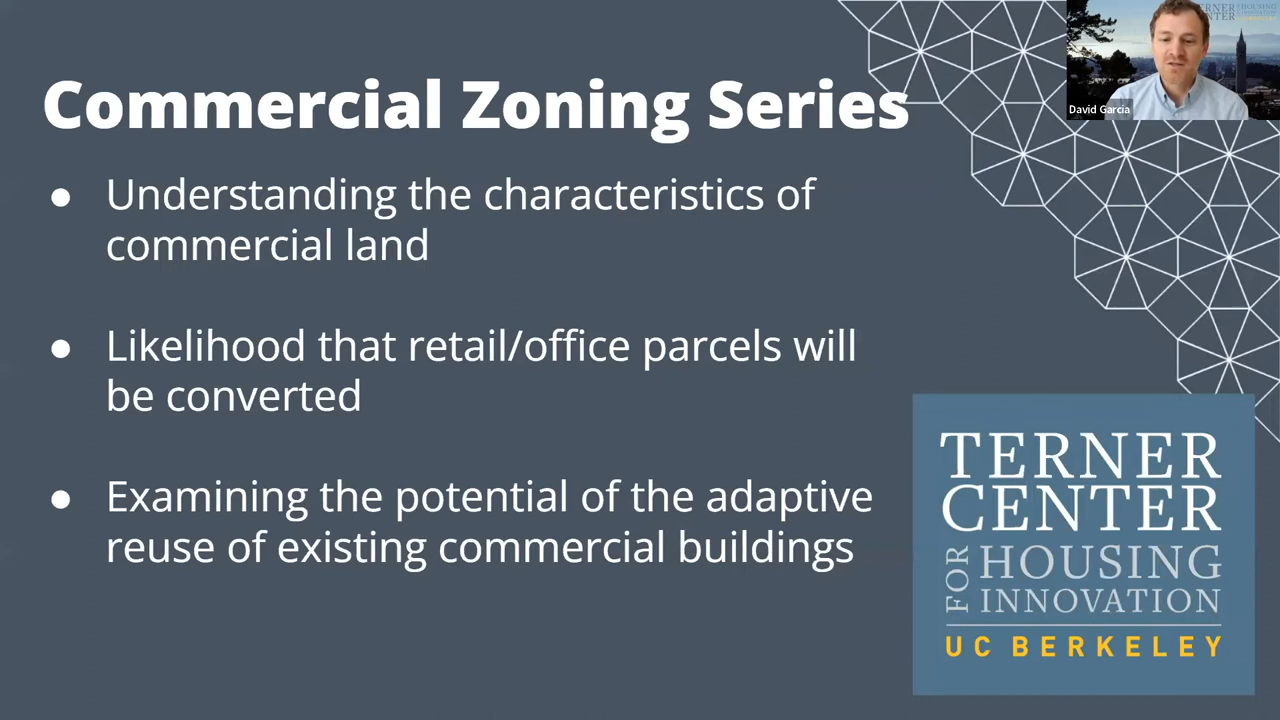 Commercial Zoning Series
● Understanding the characteristics of
commercial land
● Likelihood that retail/office parcels will
be converted
● Examining the potential of the adaptive
reuse of existing commercial buildings
David Garcia
TERNER
CENTER
FOR HOUSING
INNOVATION
UC BERKELEY